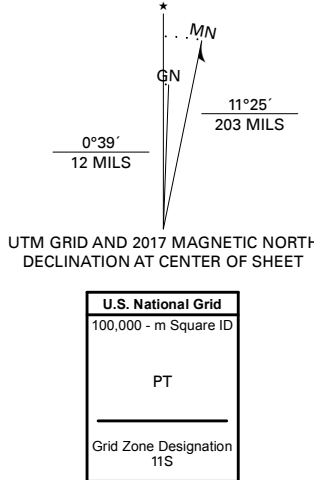 MN
GN
11°25´
203 MILS
0°39´
12 MILS
UTM GRID AND 2017 MAGNETIC NORTH
DECLINATION AT CENTER OF SHEET
U.S. National Grid
100,000 - m Square ID
PT
Grid Zone Designation
11S